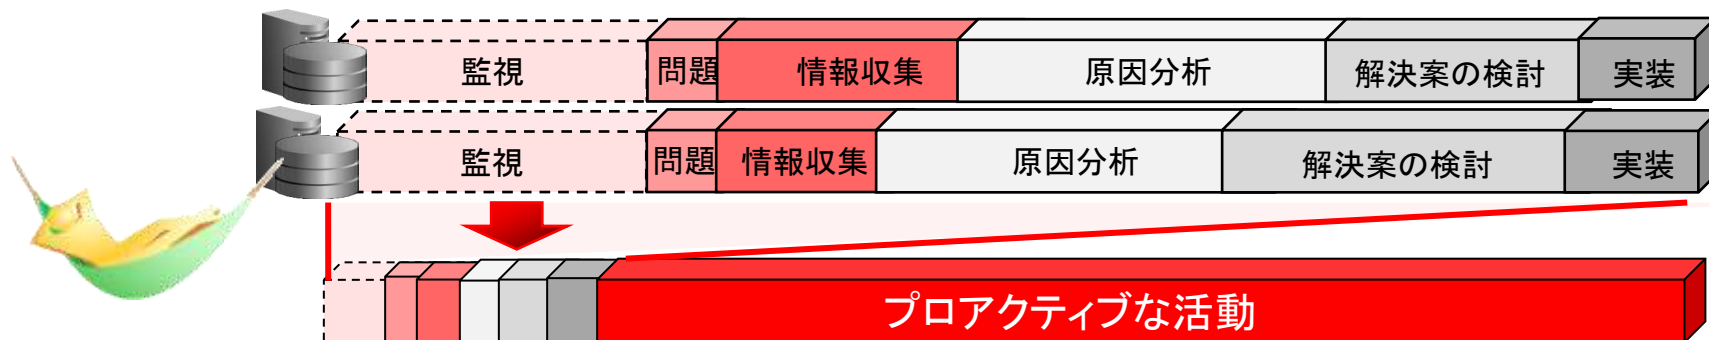 監視 問題 情報収集 原因分析 解決案の検討 実装
監視 問題 情報収集 原因分析 解決案の検討 実装
プロアクティブな活動